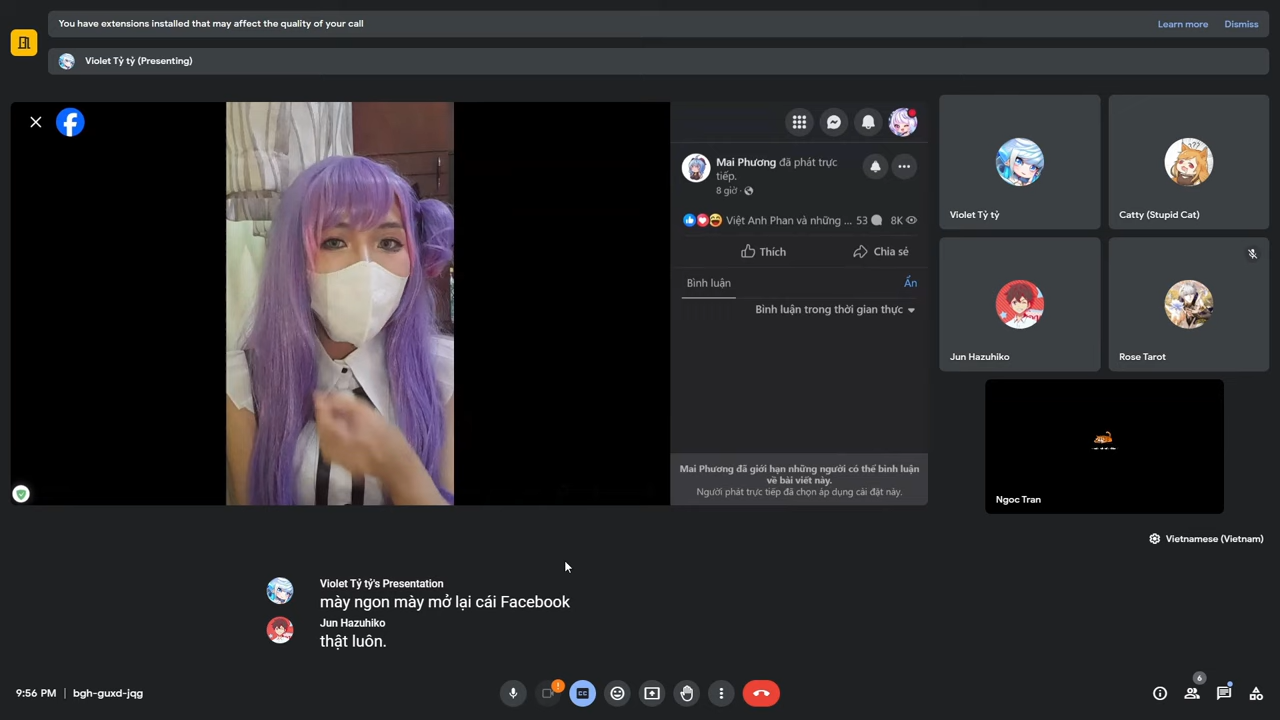 You have extensions installed that may affect the quality of your call
Learn more
Dismiss
Violet Tỷ tỷ (Presenting)
Mai Phương đã phát trực
tiếp.
8 giờ ·
Việt Anh Phan và những ...
53
8K
Thích
Chia sẻ
Bình luận
Ẩn
Bình luận trong thời gian thực
Mai Phương đã giới hạn những người có thể bình luận
về bài viết này.
Người phát trực tiếp đã chọn áp dụng cài đặt này.
Violet Tỷ tỷ
Catty (Stupid Cat)
Jun Hazuhiko
Rose Tarot
Ngoc Tran
Vietnamese (Vietnam)
Violet Tỷ tỷ's Presentation
mày ngon mày mở lại cái Facebook
Jun Hazuhiko
thật luôn.
9:56 PM
bgh-guxd-jqg
CC
6